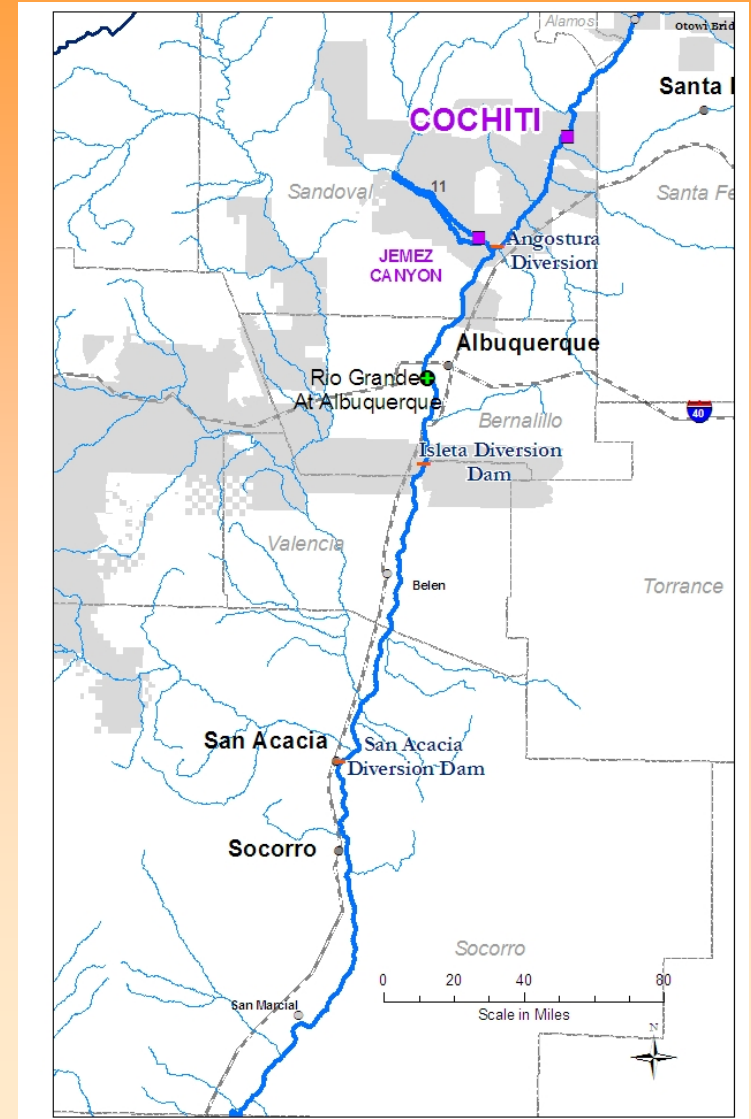 Alamos
Otowi Brid
Santa F
COCHITI
11
Sandoval
Santa Fe
Angostura
Diversion
JEMEZ
CANYON
Albuquerque
Rio Grande
At Albuquerque
40
Bernalillo
Isleta Diversion
Dam
Valencia
Belen
Torrance
San Acacia
San Acacia
Diversion Dam
Socorro
Socorro
0 20 40 80
Scale in Miles
San Marcial
N